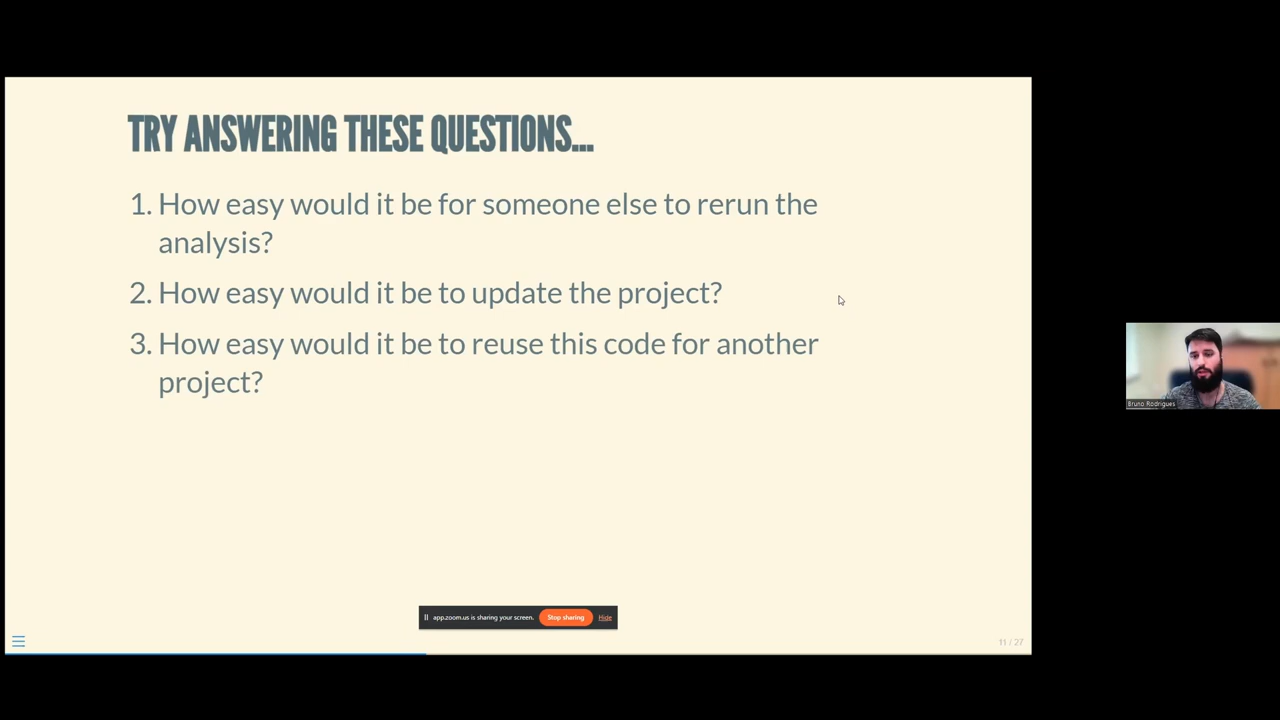 TRY ANSWERING THESE QUESTIONS...
1. How easy would it be for someone else to rerun the
analysis?
2. How easy would it be to update the project?
3. How easy would it be to reuse this code for another
project?
Bruno Rodrigues
app.zoom.us is sharing your screen. Stop sharing Hide
11 / 27